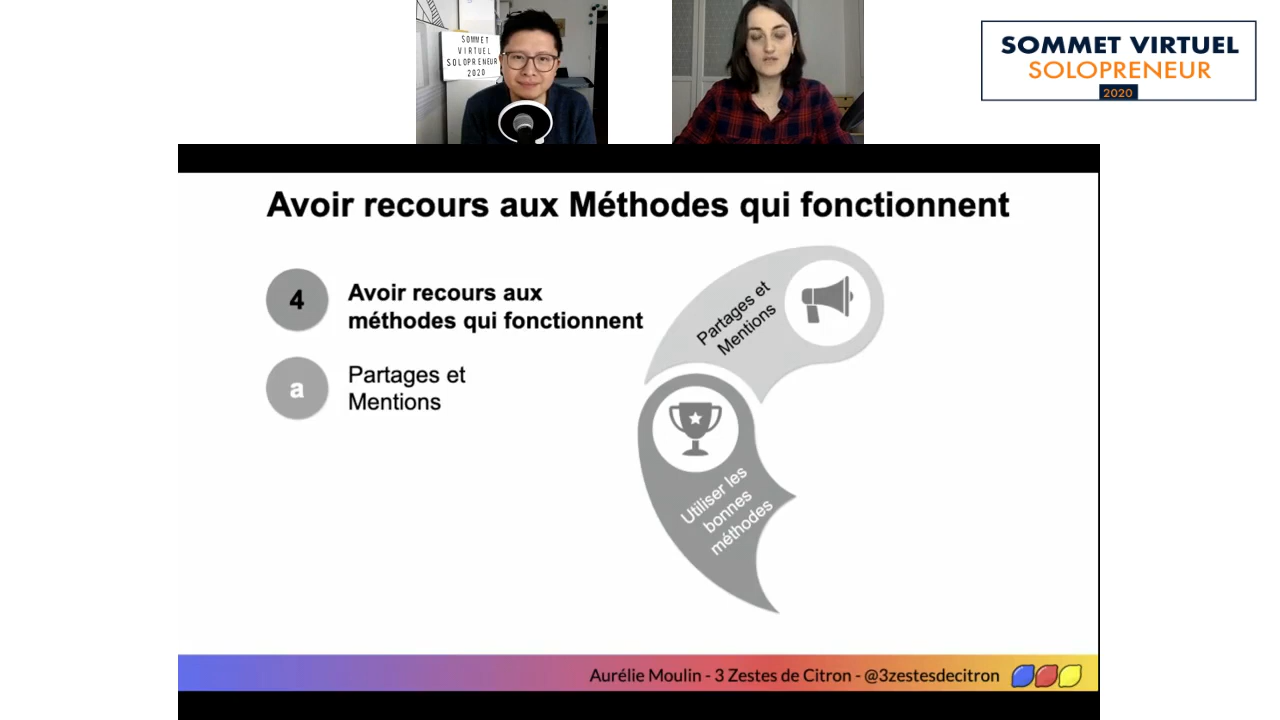 SOMMET
VIRTUEL
SOLOPRENEUR
2020
SOMMET VIRTUEL
SOLOPRENEUR
2020
Avoir recours aux Méthodes qui fonctionnent
4
Avoir recours aux
méthodes qui fonctionnent
a
Partages et
Mentions
Partages et
Mentions
Utiliser les
bonnes
méthodes
Aurélie Moulin - 3 Zestes de Citron - @3zestesdecitron